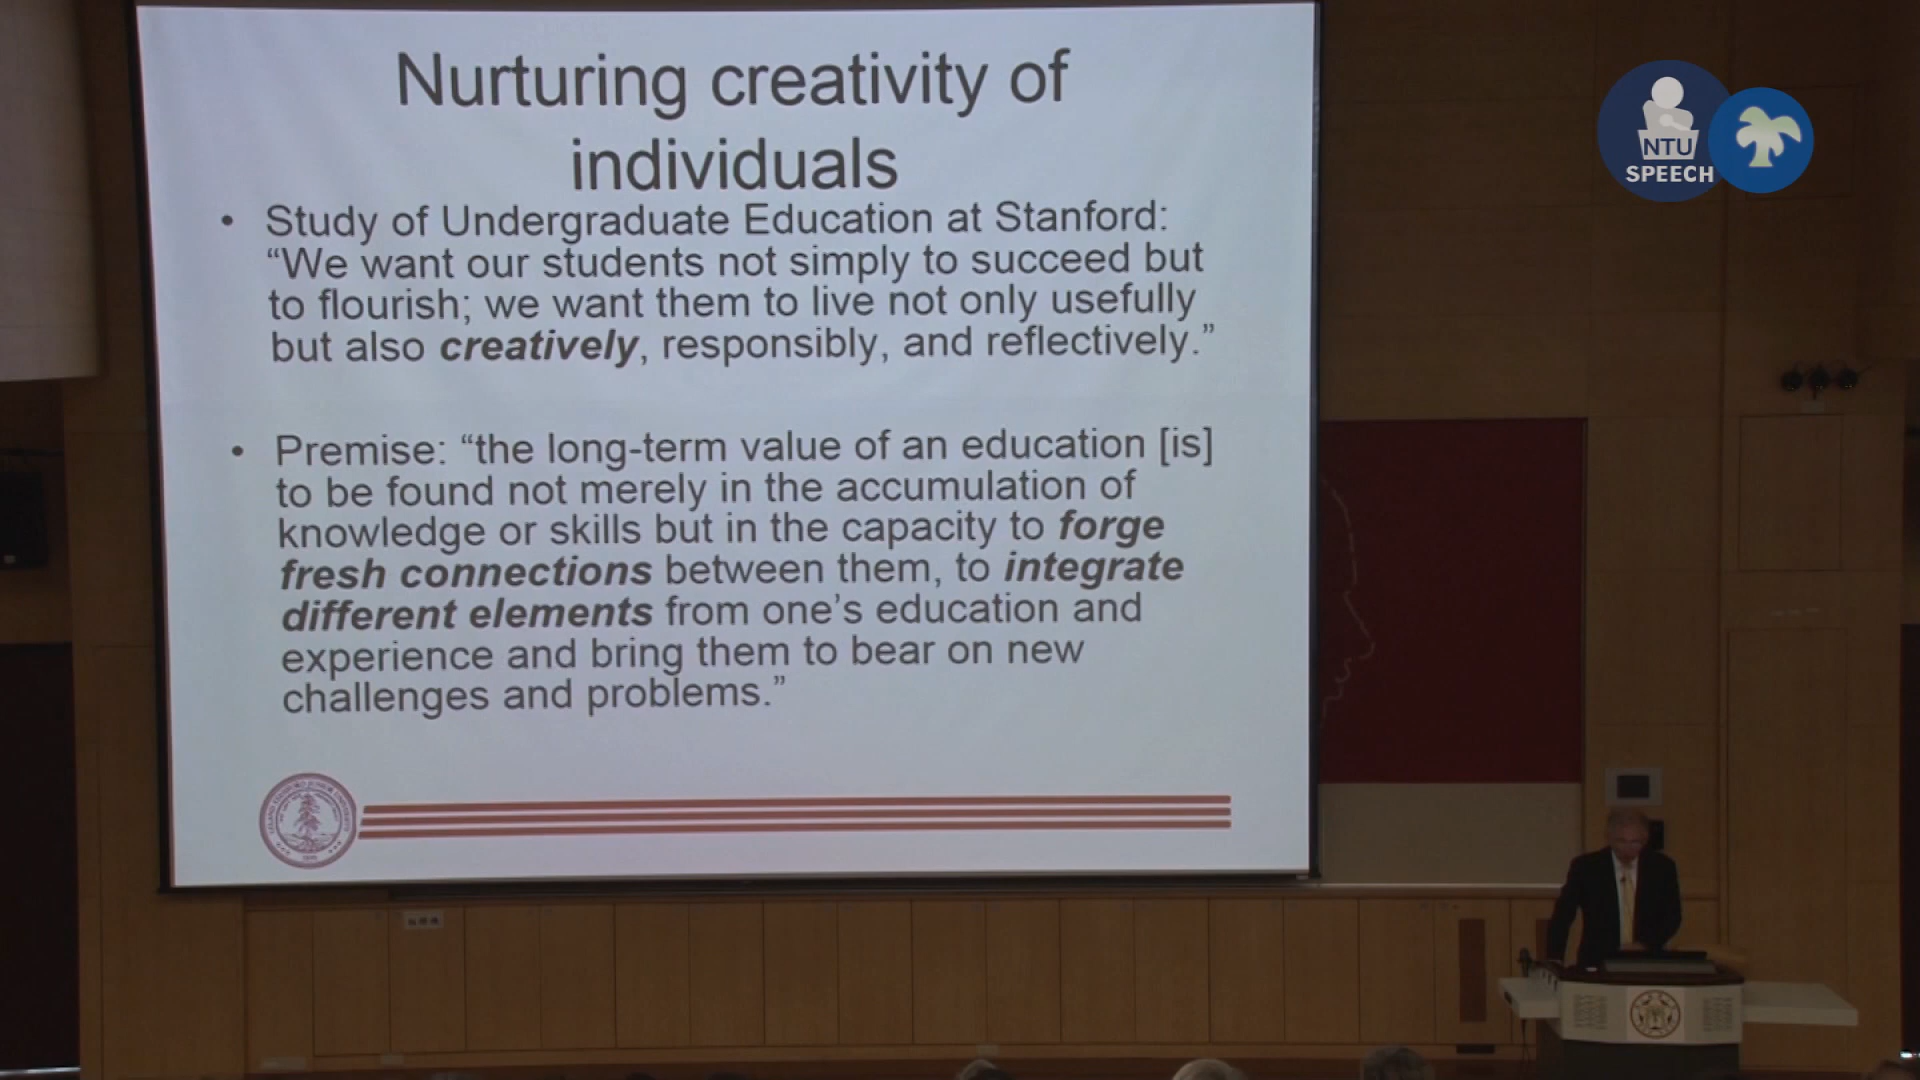 Nurturing creativity of
individuals
• Study of Undergraduate Education at Stanford:
“We want our students not simply to succeed but
to flourish; we want them to live not only usefully
but also creatively, responsibly, and reflectively.”
• Premise: “the long-term value of an education [is]
to be found not merely in the accumulation of
knowledge or skills but in the capacity to forge
fresh connections between them, to integrate
different elements from one’s education and
experience and bring them to bear on new
challenges and problems.”
NTU
SPEECH